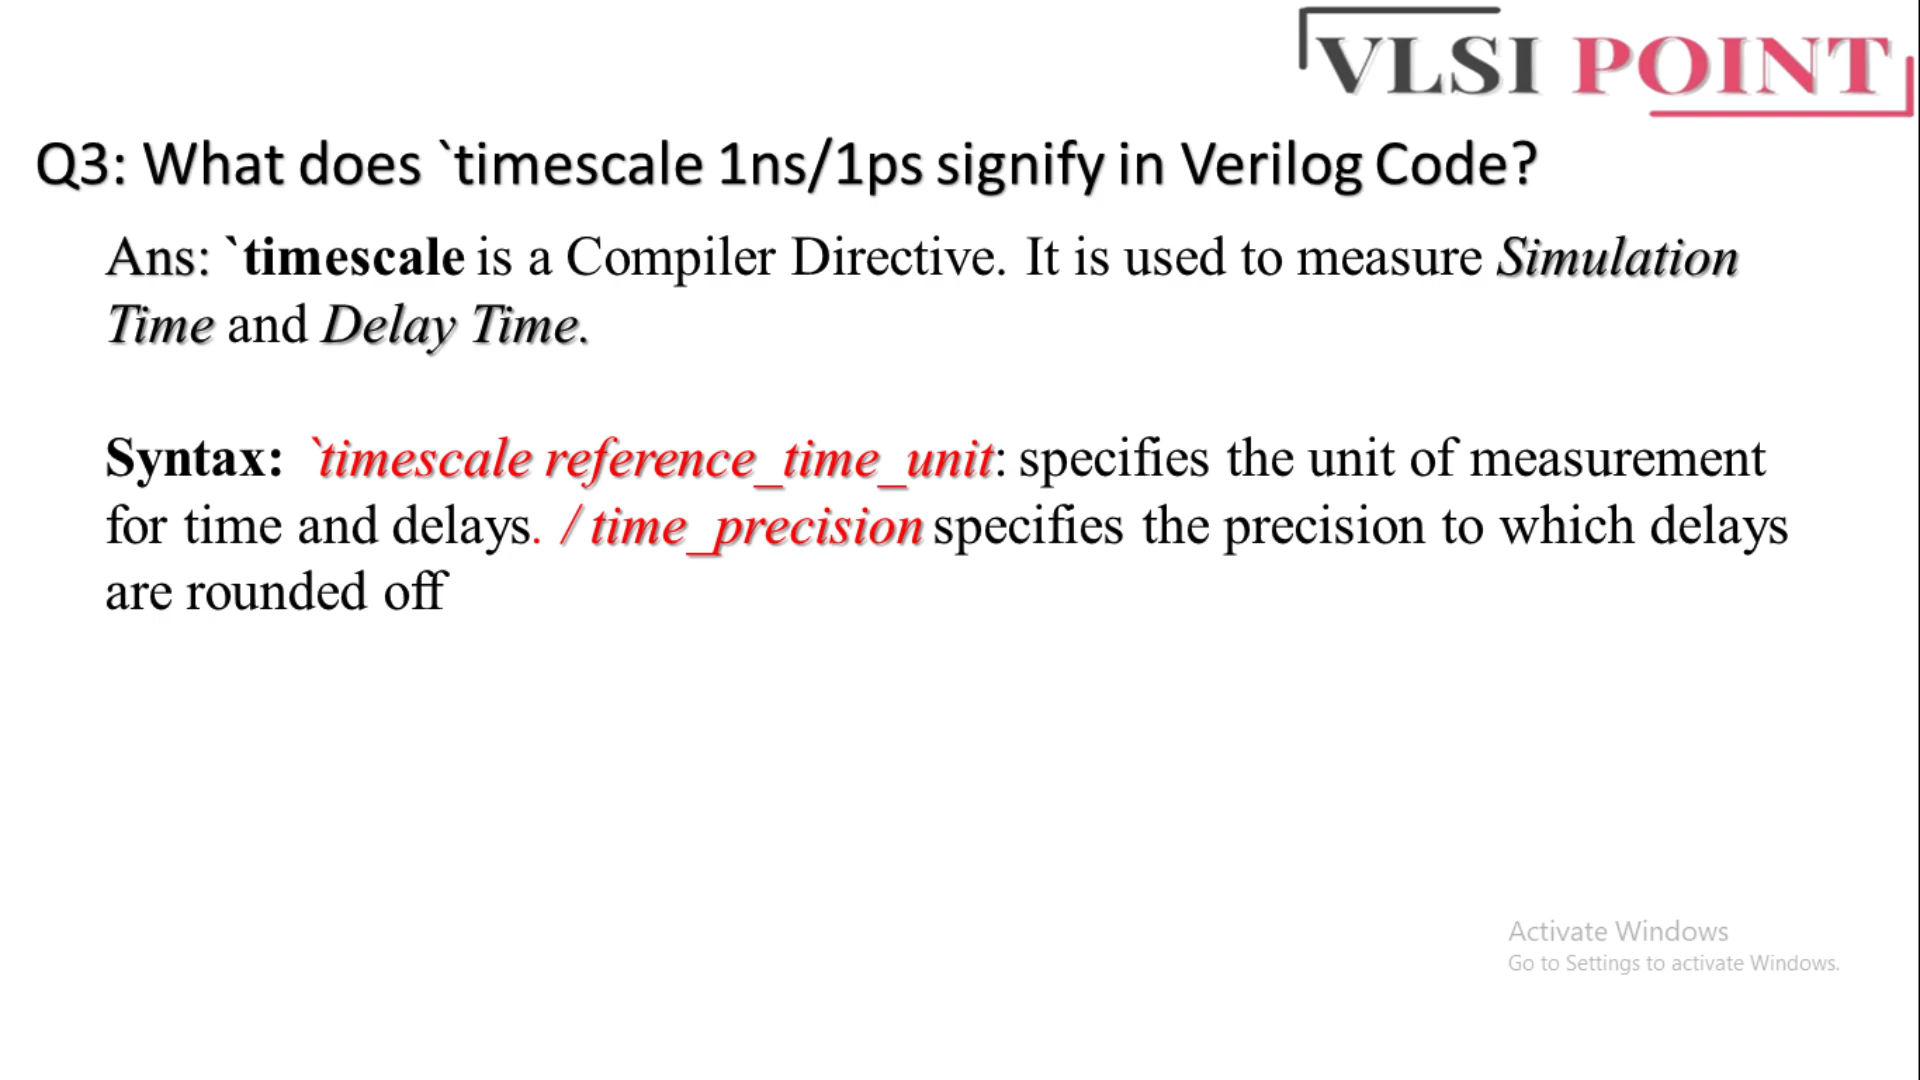 VLSI POINT
Q3: What does `timescale 1ns/1ps signify in Verilog Code?
Ans: `timescale is a Compiler Directive. It is used to measure Simulation
Time and Delay Time.
Syntax: `timescale reference_time_unit: specifies the unit of measurement
for time and delays. / time_precision specifies the precision to which delays
are rounded off
Activate Windows
Go to Settings to activate Windows.